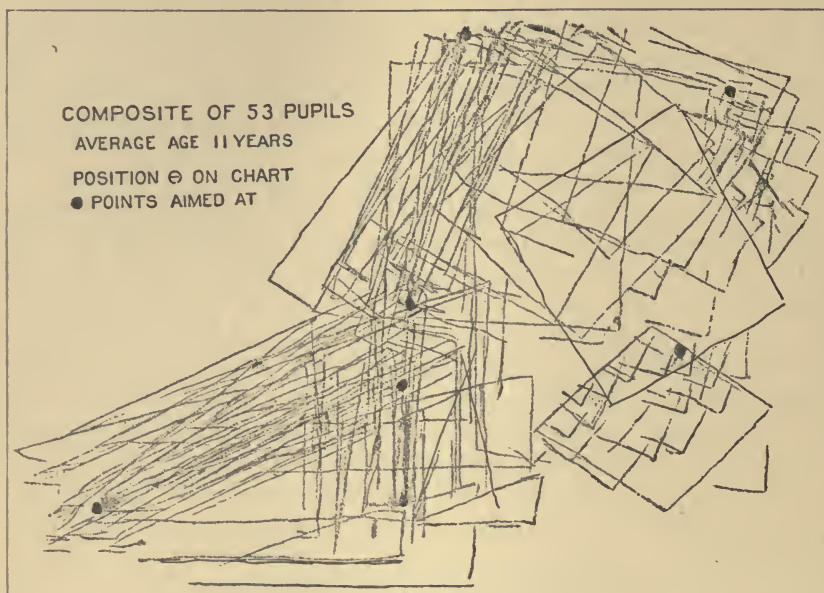 COMPOSITE OF 53 PUPILS
AVERAGE AGE 11 YEARS
POSITION ⊖ ON CHART
● POINTS AIMED AT